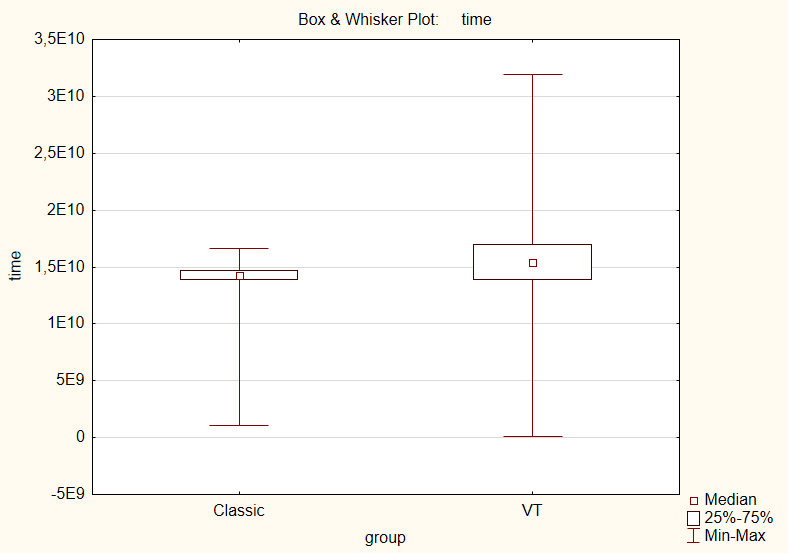 Box & Whisker Plot: time
3,5E10
3E10
2,5E10
2E10
1,5E10
1E10
5E9
0
-5E9
time
Classic VT
group
Median
25%-75%
Min-Max